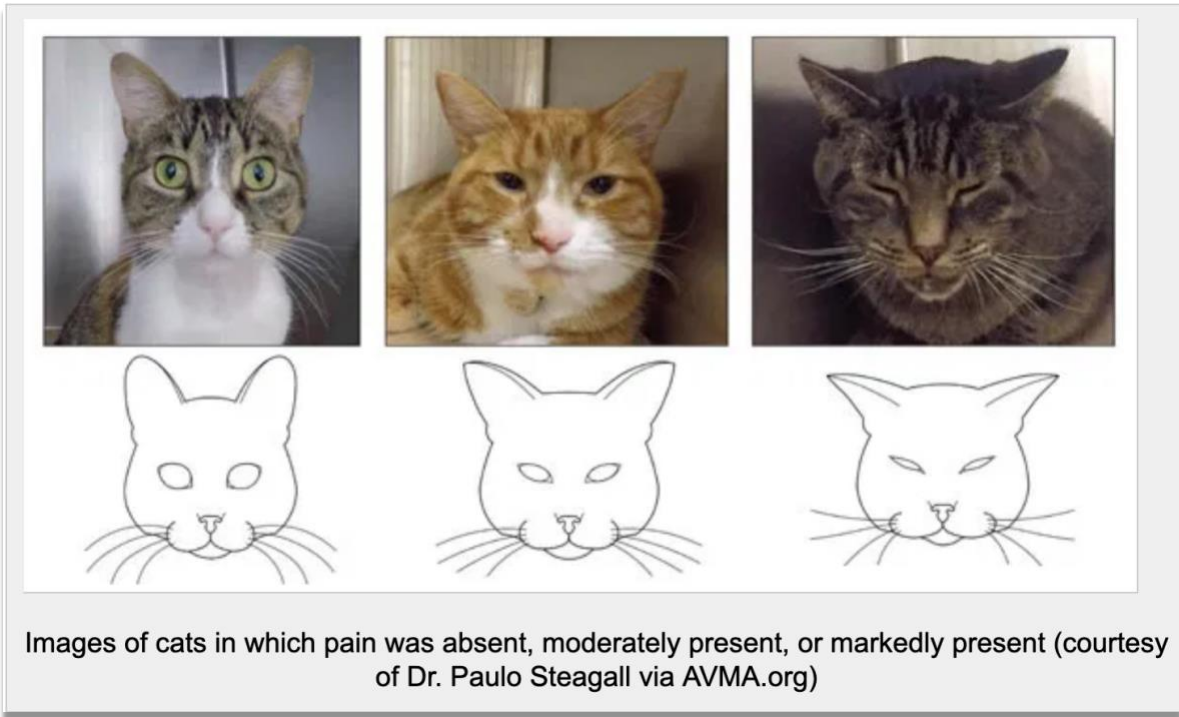 Images of cats in which pain was absent, moderately present, or markedly present (courtesy
of Dr. Paulo Steagall via AVMA.org)